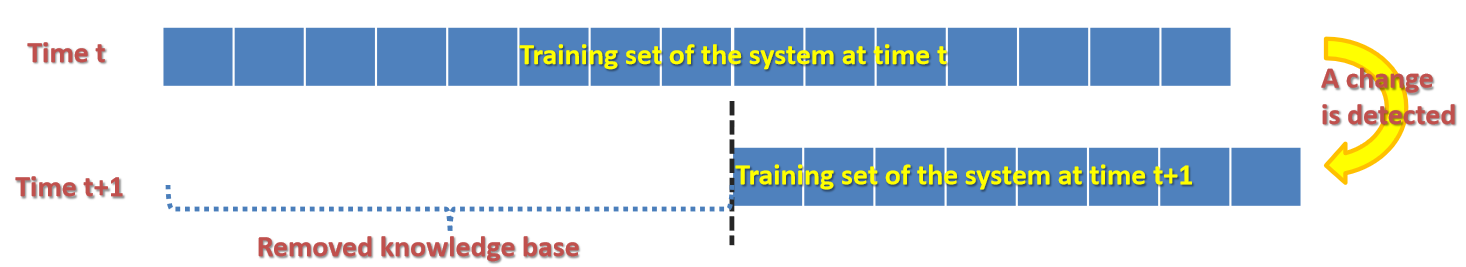 Time t
Training set of the system at time t
A change
is detected
Time t+1
Training set of the system at time t+1
Removed knowledge base